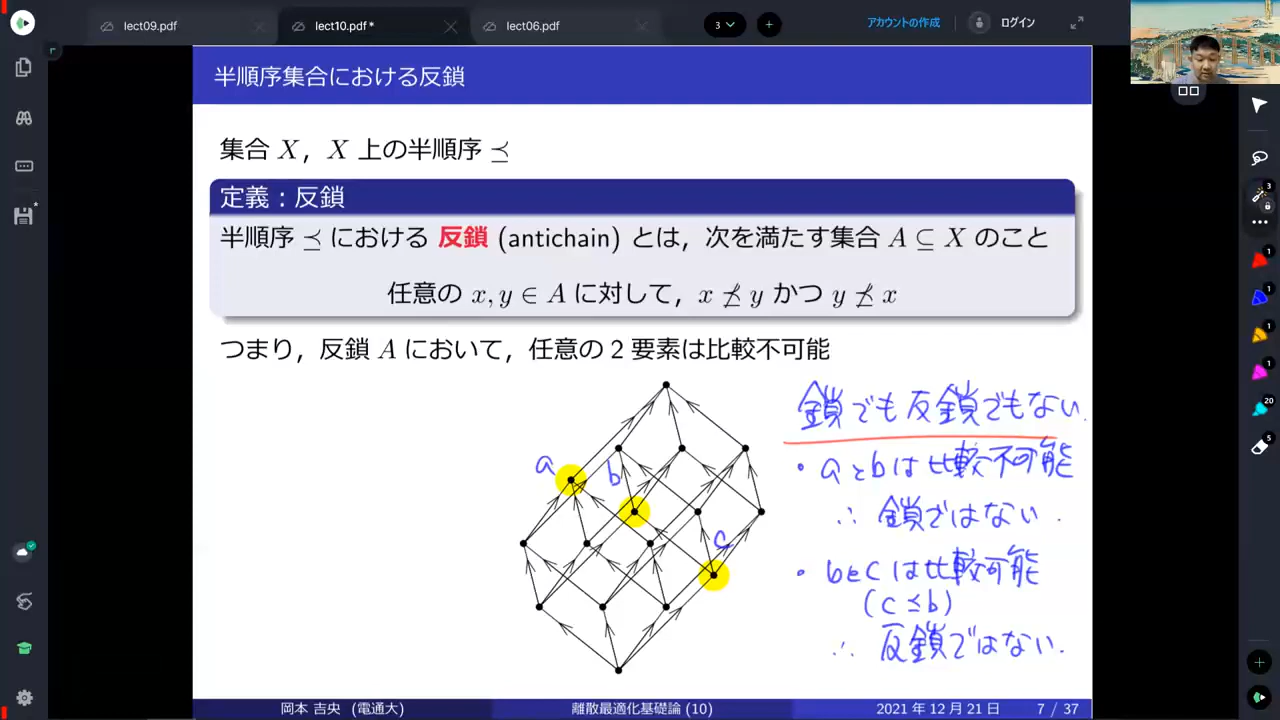 lect09.pdf
lect10.pdf *
lect06.pdf
3
アカウントの作成
ログイン
半順序集合における反鎖
集合 X, X 上の半順序 ⪯
定義：反鎖
半順序 ⪯ における 反鎖 (antichain) とは，次を満たす集合 A ⊆ X のこと
任意の x, y ∈ A に対して，x ⋠ y かつ y ⋠ x
つまり，反鎖 A において，任意の 2 要素は比較不可能
a
b
c
鎖でも反鎖でもない.
・aとbは比較不可能
∴ 鎖ではない.
・bとcは比較可能
(c ⪯ b)
∴ 反鎖ではない.
岡本 吉央 (電通大)
離散最適化基礎論 (10)
2021 年 12 月 21 日
7 / 37
3
1
1
1
1
20
5